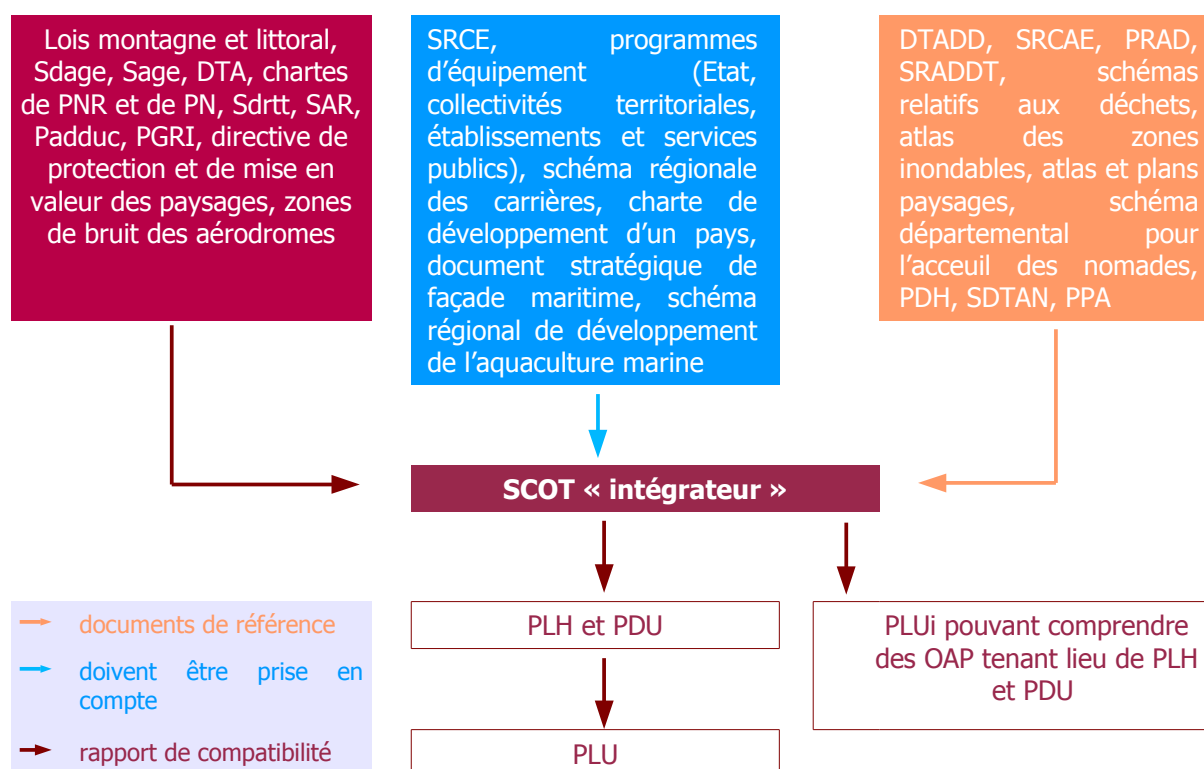 Lois montagne et littoral,
Sdage, Sage, DTA, chartes
de PNR et de PN, Sdrtt, SAR,
Padduc, PGRI, directive de
protection et de mise en
valeur des paysages, zones
de bruit des aérodromes
SRCE, programmes
d’équipement (Etat,
collectivités territoriales,
établissements et services
publics), schéma régionale
des carrières, charte de
développement d’un pays,
document stratégique de
façade maritime, schéma
régional de développement
de l’aquaculture marine
DTADD, SRCAE, PRAD,
SRADDT, schémas
relatifs aux déchets,
atlas des zones
inondables, atlas et plans
paysages, schéma
départemental pour
l’acceuil des nomades,
PDH, SDTAN, PPA
SCOT « intégrateur »
PLH et PDU
PLUi pouvant comprendre
des OAP tenant lieu de PLH
et PDU
PLU
documents de référence
doivent être prise en
compte
rapport de compatibilité